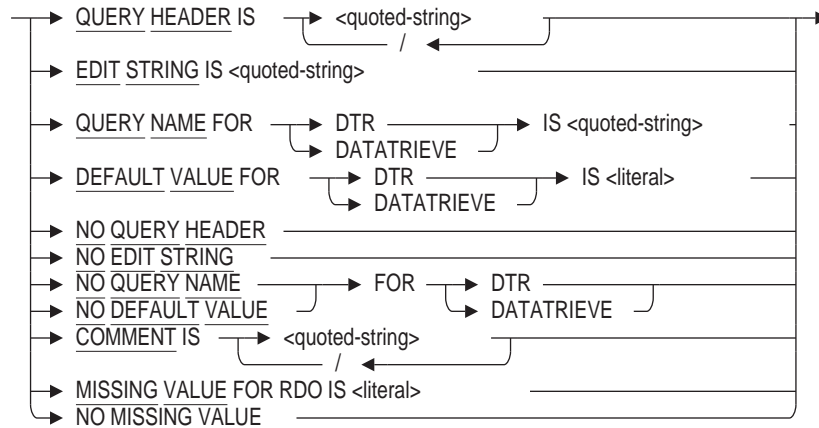 QUERY HEADER IS <quoted-string>
/
EDIT STRING IS <quoted-string>
QUERY NAME FOR DTR IS <quoted-string>
DATATRIEVE
DEFAULT VALUE FOR DTR IS <literal>
DATATRIEVE
NO QUERY HEADER
NO EDIT STRING
NO QUERY NAME FOR DTR
NO DEFAULT VALUE DATATRIEVE
COMMENT IS <quoted-string>
/
MISSING VALUE FOR RDO IS <literal>
NO MISSING VALUE